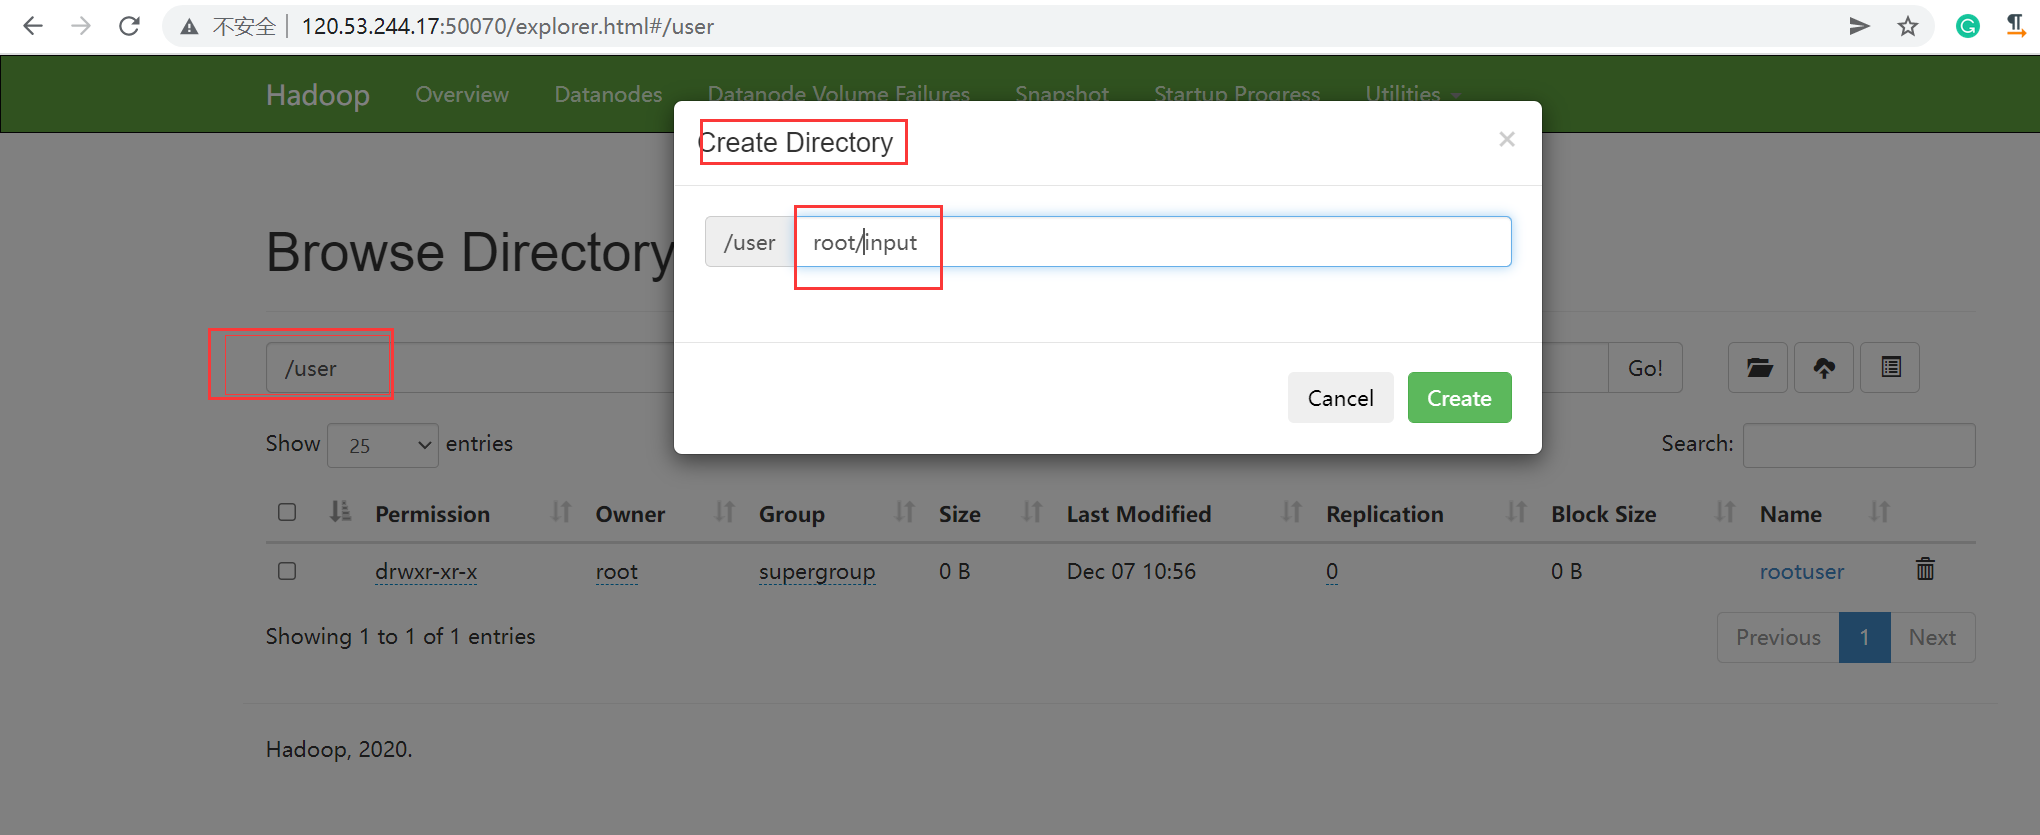 不安全 120.53.244.17:50070/explorer.html#/user
Hadoop Overview Datanodes Datanode Volume Failures Snapshot Startup Progress Utilities
Create Directory ×
/user root/input
Cancel Create
Browse Directory
/user Go!
Show 25 entries Search:
Permission Owner Group Size Last Modified Replication Block Size Name
drwxr-xr-x root supergroup 0 B Dec 07 10:56 0 0 B rootuser
Showing 1 to 1 of 1 entries Previous 1 Next
Hadoop, 2020.